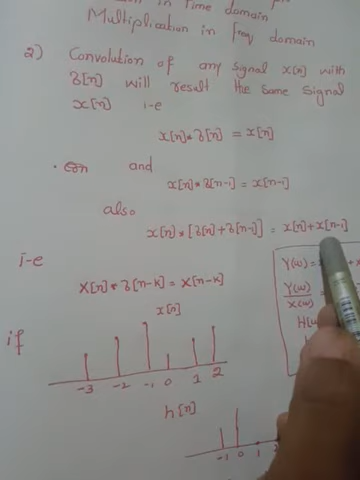 in Time domain
Multiplication in Freq domain
2) Convolution of any signal x[n] with
δ[n] will result the same signal
x[n] i-e
x[n]*δ[n] = x[n]
and
x[n]*δ[n-1] = x[n-1]
also
x[n]*[δ[n]+δ[n-1]] = x[n]+x[n-1]
i-e
x[n]*δ[n-k] = x[n-k]
Y(ω) =
Y(ω)/X(ω) =
H(ω)
if
x[n]
-3 -2 -1 0 1 2
h[n]
-1 0 1